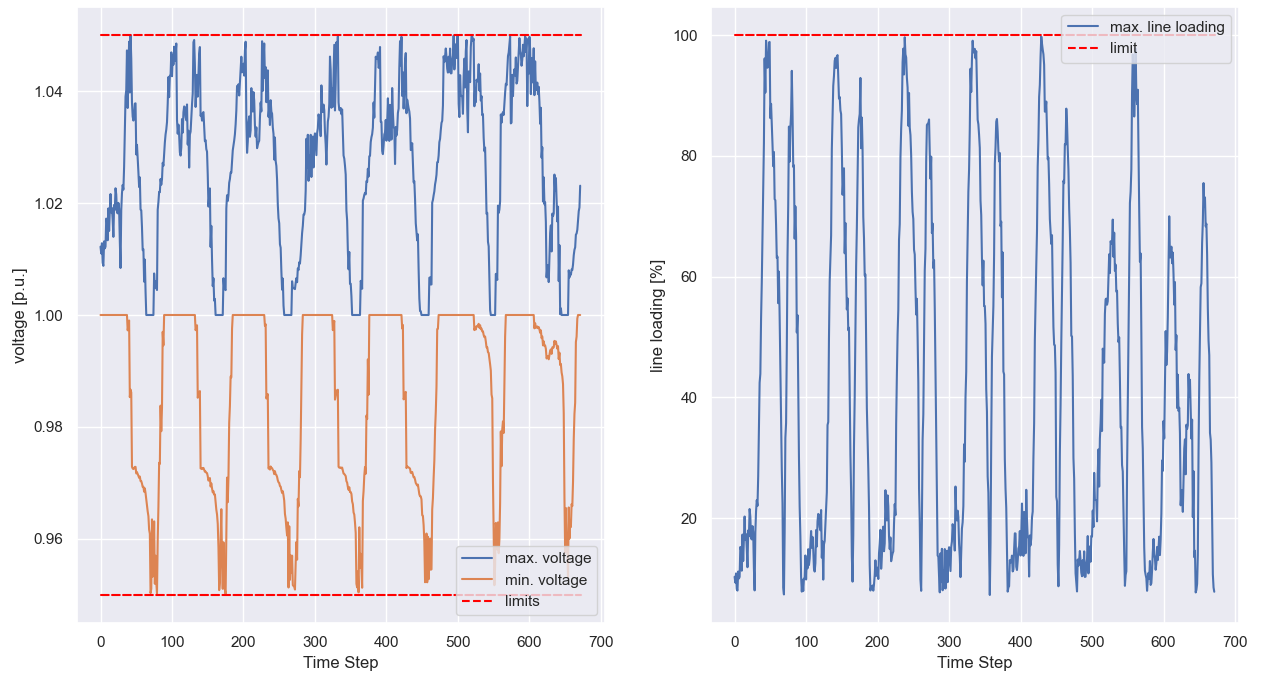 voltage [p.u.]
1.04
1.02
1.00
0.98
0.96
0 100 200 300 400 500 600 700
Time Step
max. voltage
min. voltage
limits
line loading [%]
100
80
60
40
20
0 100 200 300 400 500 600 700
Time Step
max. line loading
limit